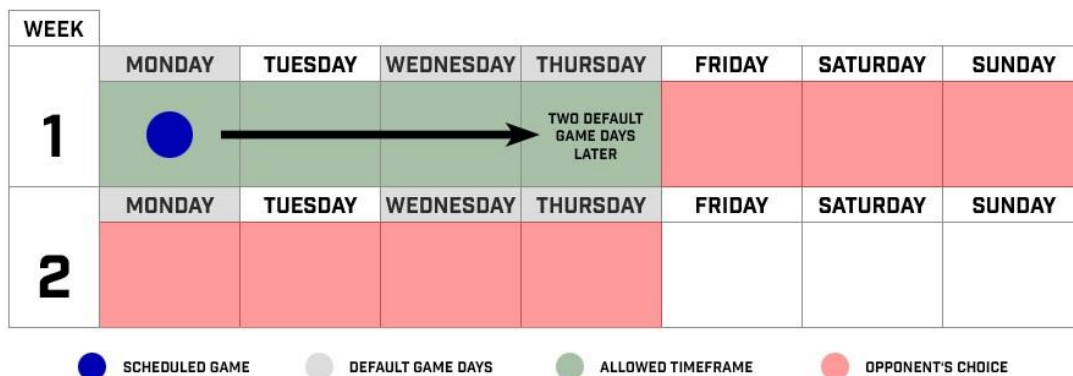 WEEK
MONDAY TUESDAY WEDNESDAY THURSDAY FRIDAY SATURDAY SUNDAY
1
TWO DEFAULT
GAME DAYS
LATER
MONDAY TUESDAY WEDNESDAY THURSDAY FRIDAY SATURDAY SUNDAY
2
SCHEDULED GAME DEFAULT GAME DAYS ALLOWED TIMEFRAME OPPONENT'S CHOICE